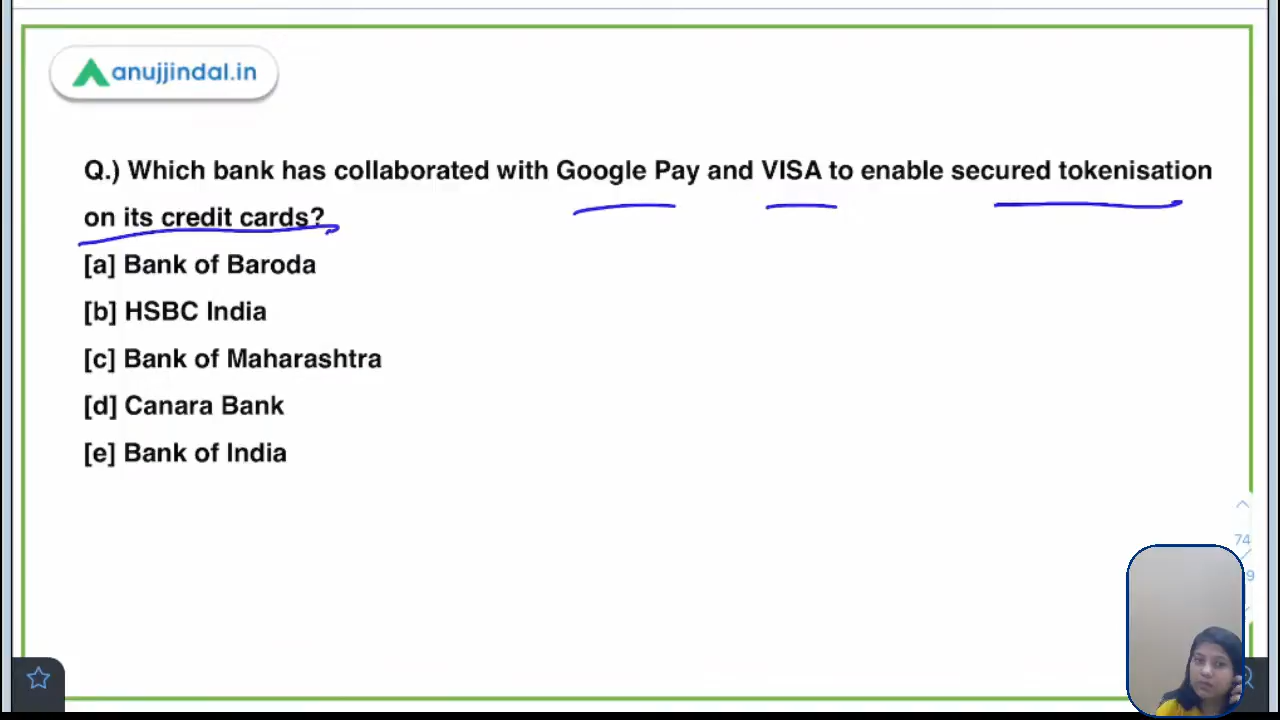 anujjindal.in
Q.) Which bank has collaborated with Google Pay and VISA to enable secured tokenisation
on its credit cards?
[a] Bank of Baroda
[b] HSBC India
[c] Bank of Maharashtra
[d] Canara Bank
[e] Bank of India
74
9